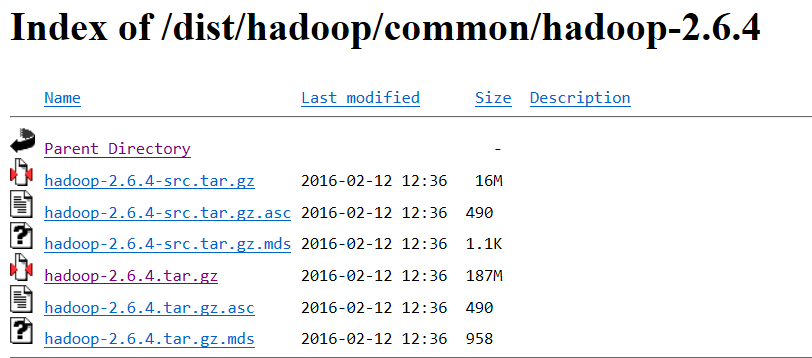 Index of /dist/hadoop/common/hadoop-2.6.4
Name Last modified Size Description
Parent Directory -
hadoop-2.6.4-src.tar.gz 2016-02-12 12:36 16M
hadoop-2.6.4-src.tar.gz.asc 2016-02-12 12:36 490
hadoop-2.6.4-src.tar.gz.mds 2016-02-12 12:36 1.1K
hadoop-2.6.4.tar.gz 2016-02-12 12:36 187M
hadoop-2.6.4.tar.gz.asc 2016-02-12 12:36 490
hadoop-2.6.4.tar.gz.mds 2016-02-12 12:36 958